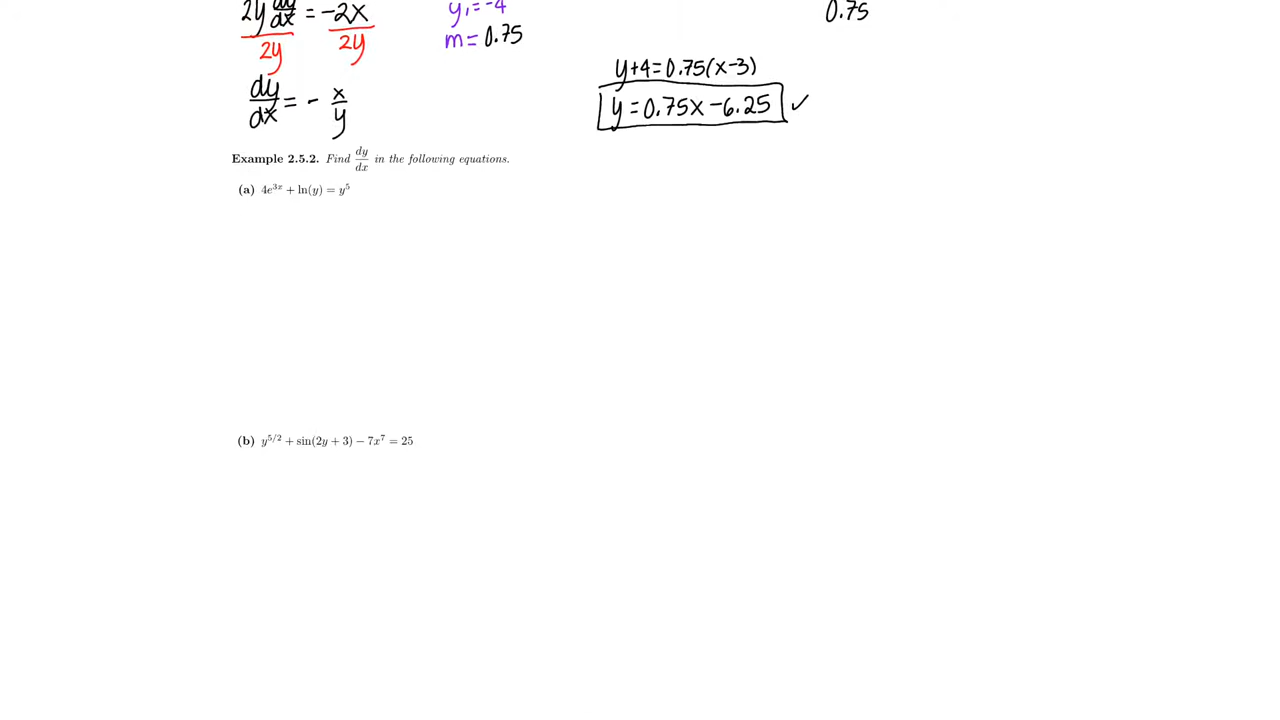 2y dy/dx = -2x
2y 2y
dy/dx = - x/y
y₁ = -4
m = 0.75
0.75
y+4=0.75(x-3)
y=0.75x-6.25 ✓
Example 2.5.2. Find dy/dx in the following equations.
(a) 4e^{3x} + ln(y) = y^5
(b) y^{5/2} + sin(2y + 3) − 7x^7 = 25